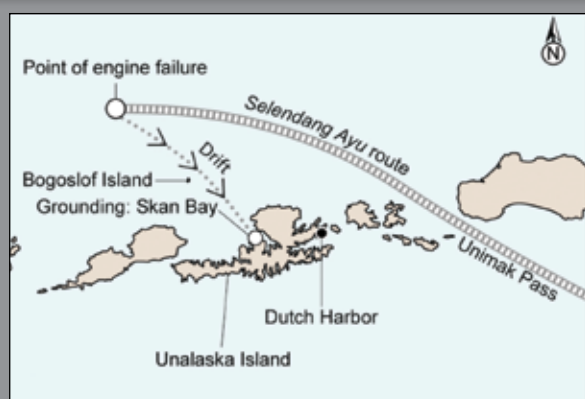 N
Point of engine failure
Selendang Ayu route
Drift
Bogoslof Island
Grounding: Skan Bay
Unimak Pass
Dutch Harbor
Unalaska Island